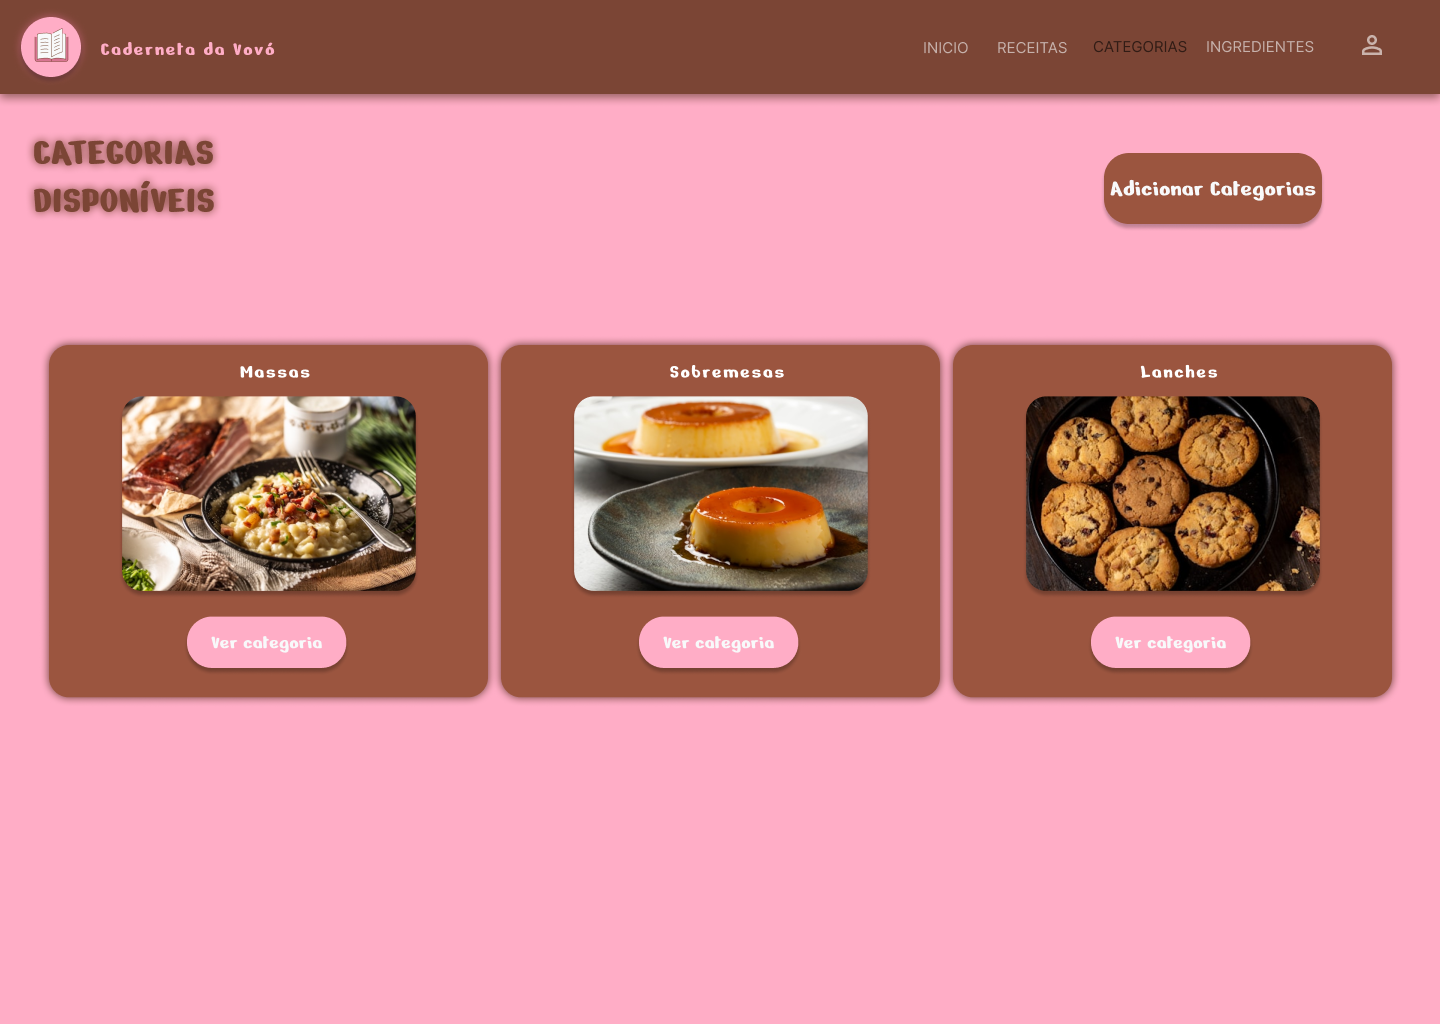 Caderneta da Vovó
INICIO RECEITAS CATEGORIAS INGREDIENTES
CATEGORIAS
DISPONÍVEIS
Adicionar Categorias
Massas
Sobremesas
Lanches
Ver categoria
Ver categoria
Ver categoria